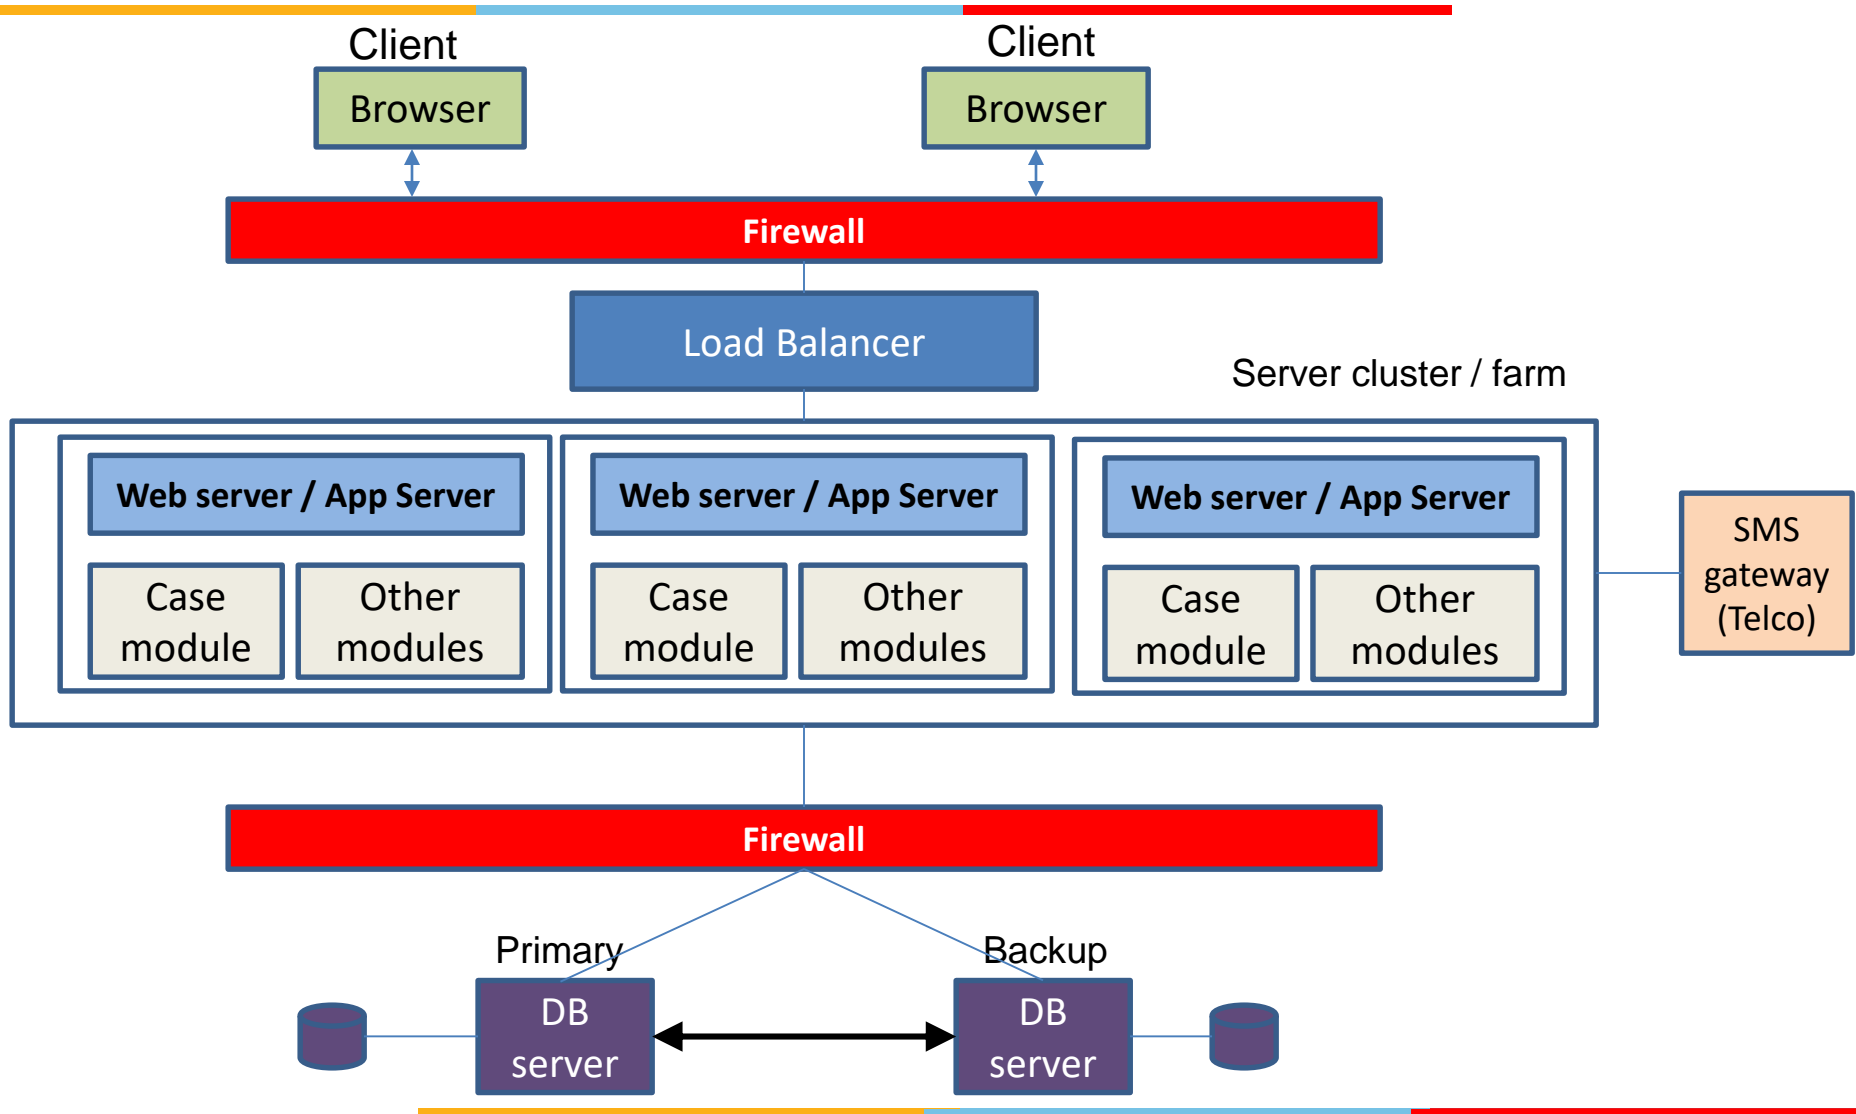 Client
Client
Browser
Browser
Firewall
Load Balancer
Server cluster / farm
Web server / App Server
Web server / App Server
Web server / App Server
Case
module
Other
modules
Case
module
Other
modules
Case
module
Other
modules
SMS
gateway
(Telco)
Firewall
Primary
Backup
DB
server
DB
server